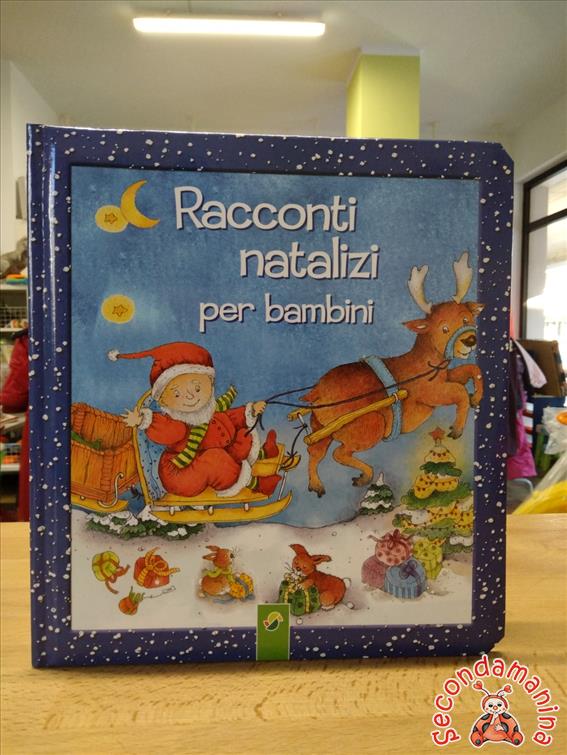 Racconti
natalizi
per bambini
Secondamanina